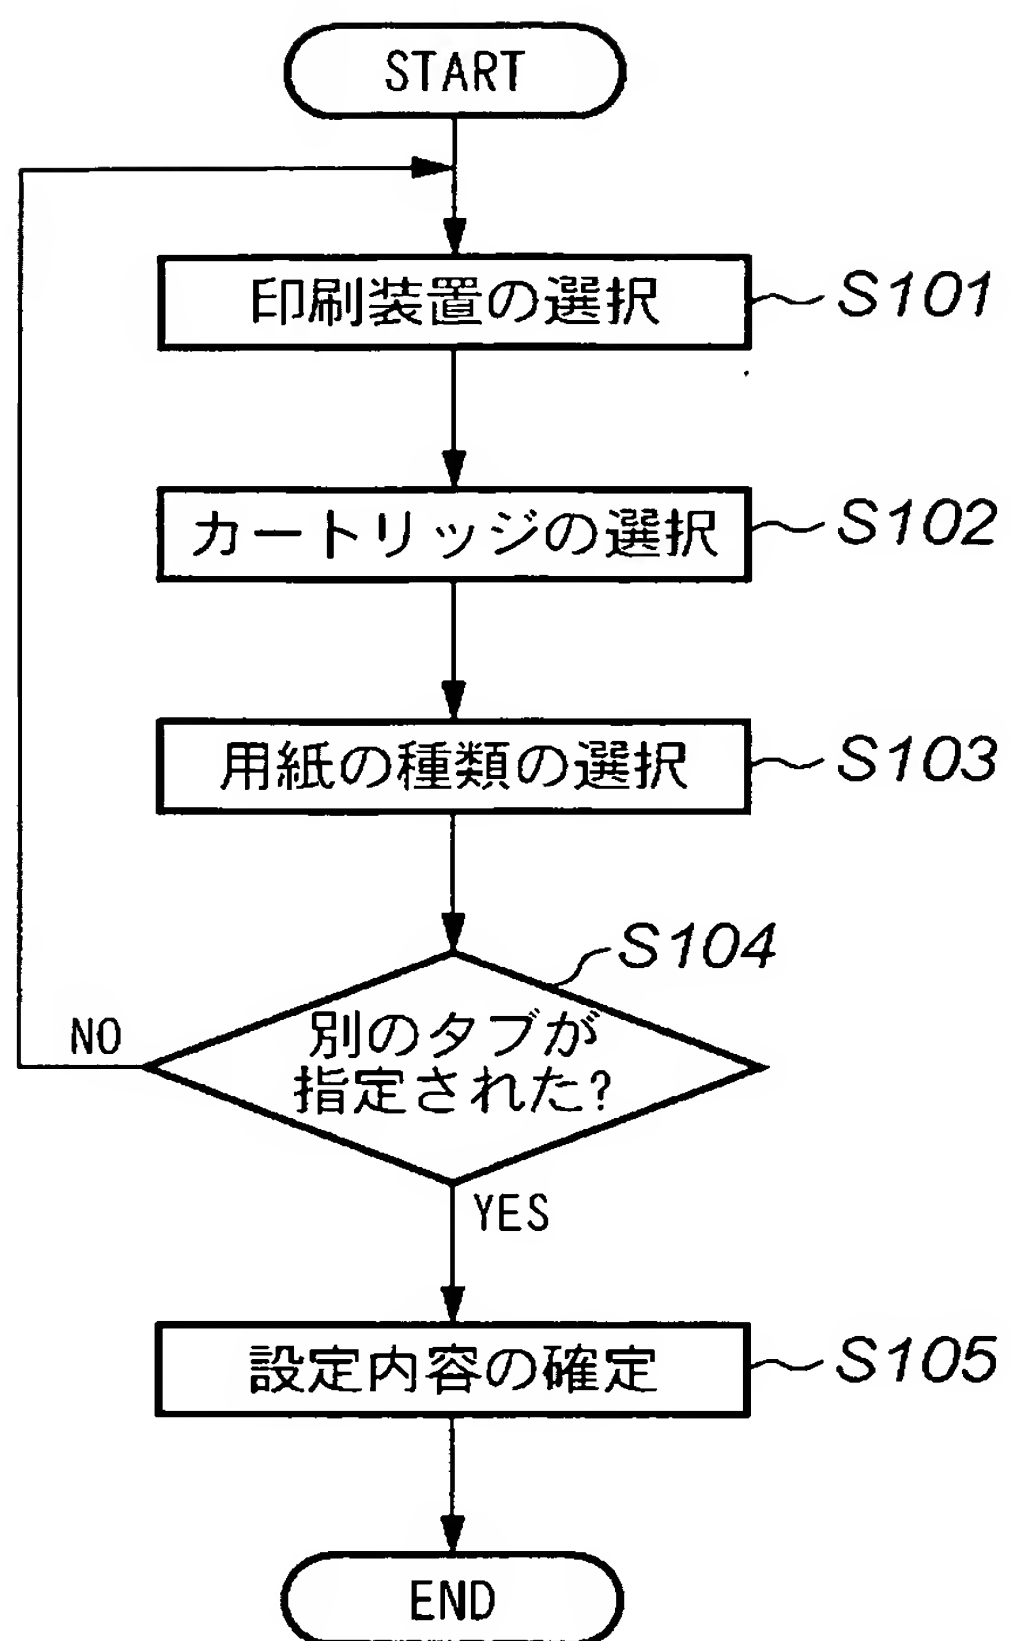 START
印刷装置の選択
S101
カートリッジの選択
S102
用紙の種類の選択
S103
S104
別のタブが
指定された?
NO
YES
設定内容の確定
S105
END